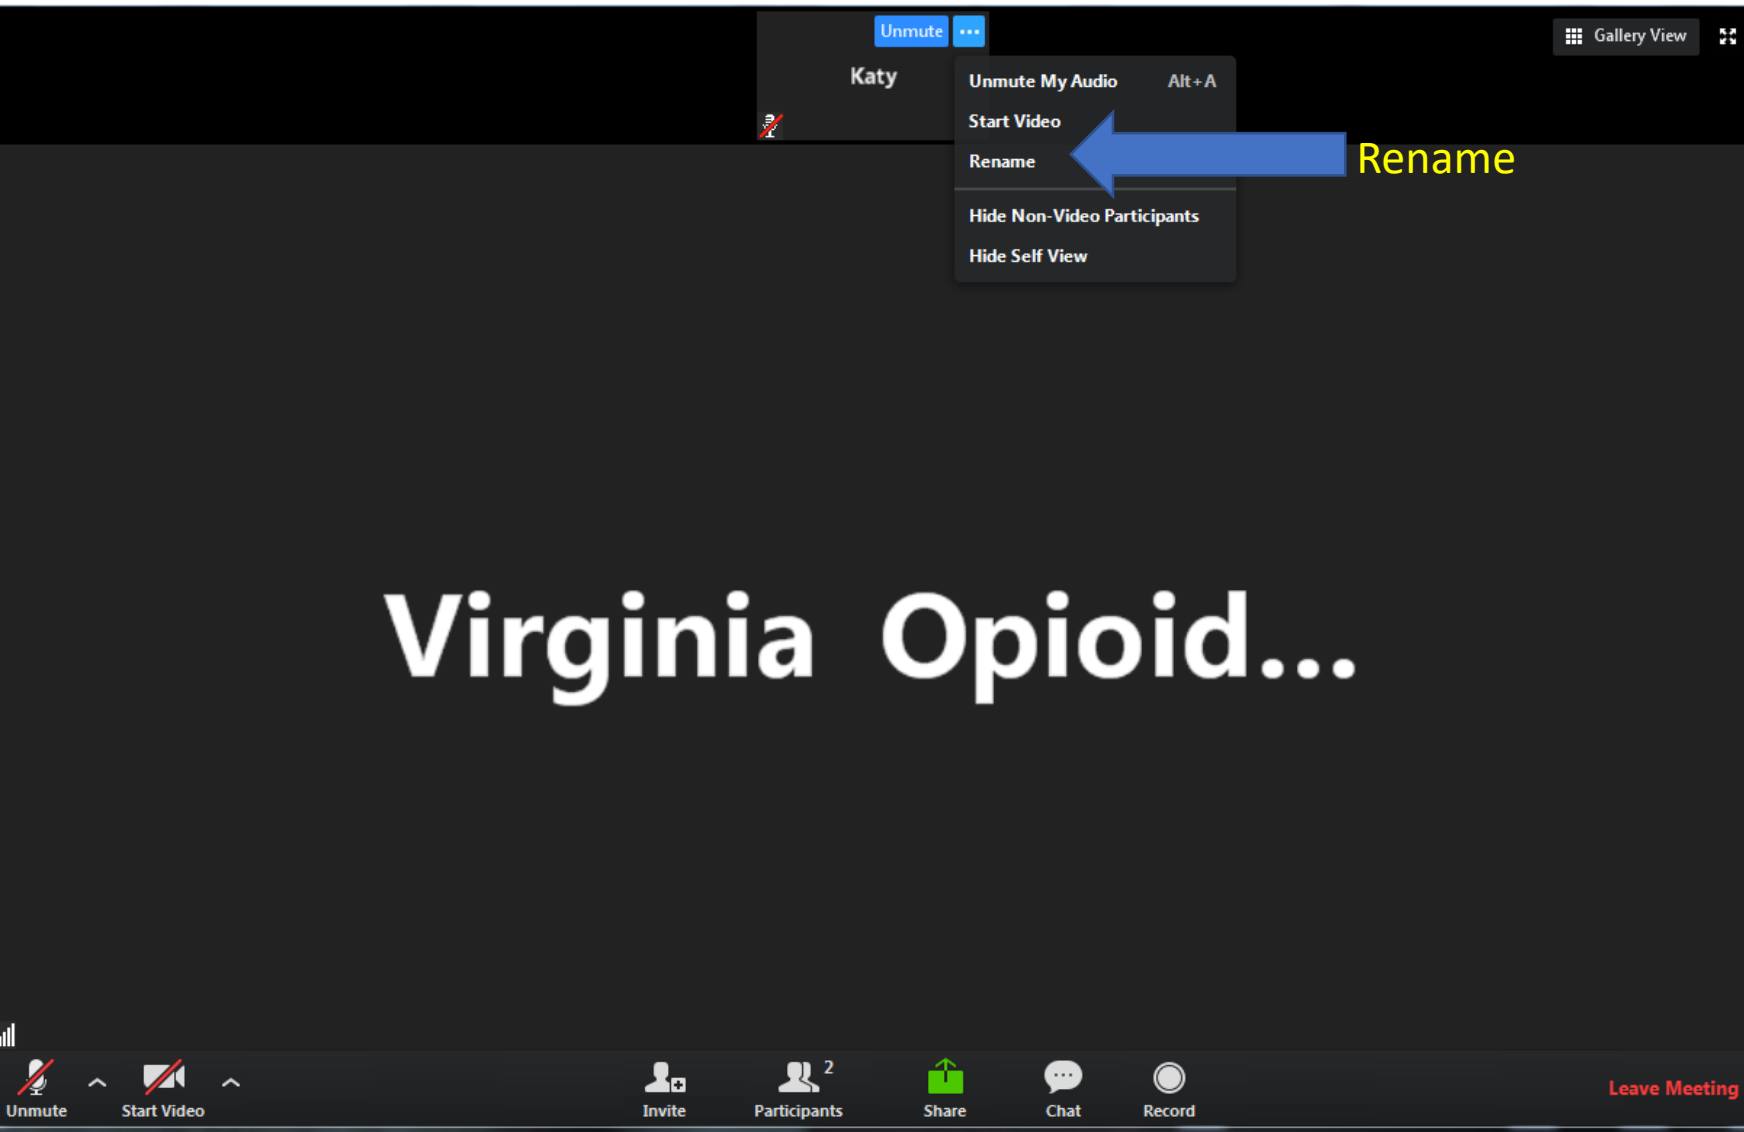 Unmute ...
Gallery View
Katy
Unmute My Audio Alt+A
Start Video
Rename
Rename
Hide Non-Video Participants
Hide Self View
Virginia Opioid...
2
Unmute
Start Video
Invite
Participants
Share
Chat
Record
Leave Meeting